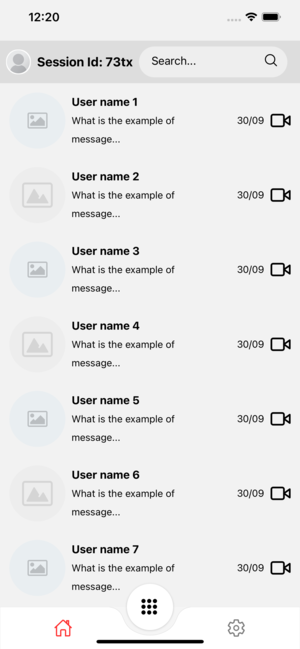 12:20
Session Id: 73tx Search...
User name 1
What is the example of 30/09
message...
User name 2
What is the example of 30/09
message...
User name 3
What is the example of 30/09
message...
User name 4
What is the example of 30/09
message...
User name 5
What is the example of 30/09
message...
User name 6
What is the example of 30/09
message...
User name 7
What is the example of 30/09
message...